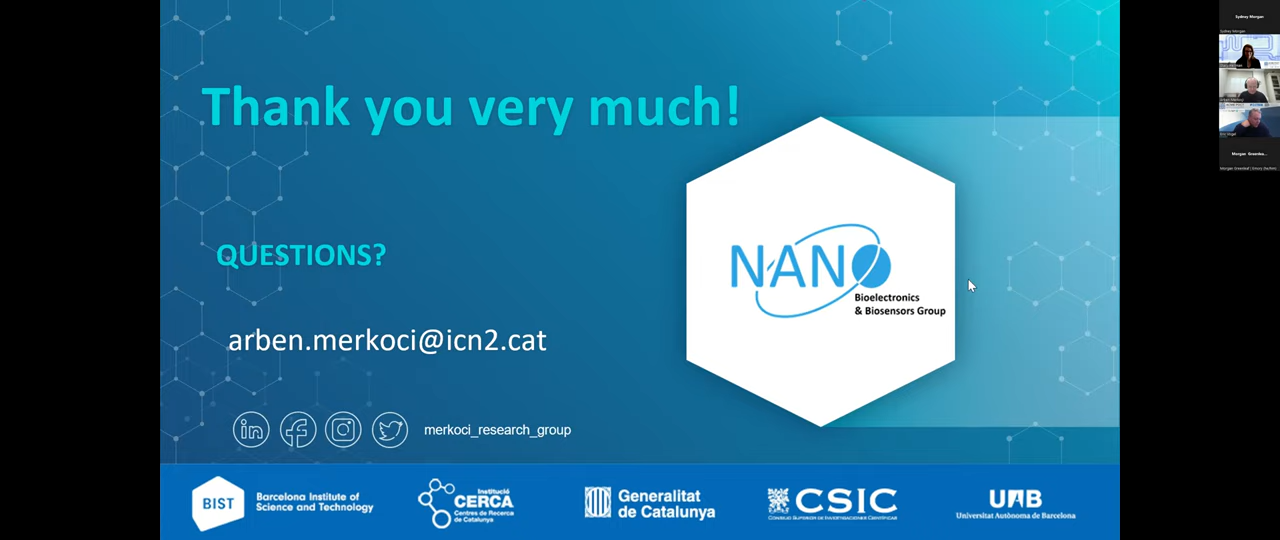 Thank you very much!
QUESTIONS?
arben.merkoci@icn2.cat
merkoci_research_group
NANO
Bioelectronics
& Biosensors Group
BIST
Barcelona Institute of
Science and Technology
Institució
CERCA
Centres de Recerca
de Catalunya
Generalitat
de Catalunya
CSIC
CONSEJO SUPERIOR DE INVESTIGACIONES CIENTÍFICAS
UAB
Universitat Autònoma de Barcelona
Sydney Morgan
Sydney Morgan